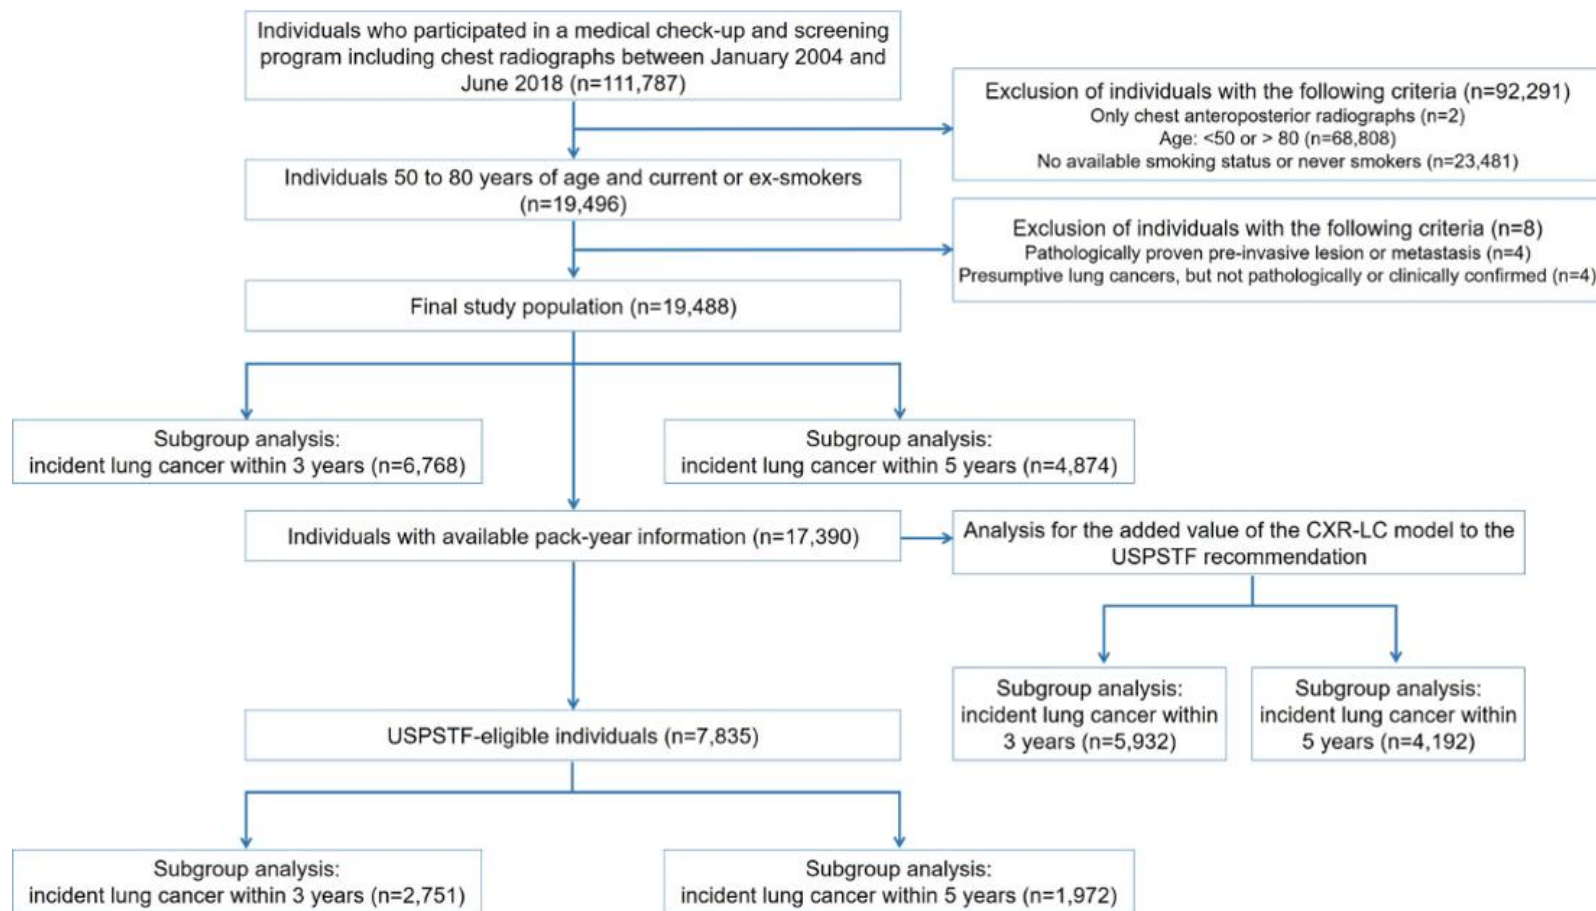 Individuals who participated in a medical check-up and screening
program including chest radiographs between January 2004 and
June 2018 (n=111,787)
Exclusion of individuals with the following criteria (n=92,291)
Only chest anteroposterior radiographs (n=2)
Age: <50 or > 80 (n=68,808)
No available smoking status or never smokers (n=23,481)
Individuals 50 to 80 years of age and current or ex-smokers
(n=19,496)
Exclusion of individuals with the following criteria (n=8)
Pathologically proven pre-invasive lesion or metastasis (n=4)
Presumptive lung cancers, but not pathologically or clinically confirmed (n=4)
Final study population (n=19,488)
Subgroup analysis:
incident lung cancer within 3 years (n=6,768)
Subgroup analysis:
incident lung cancer within 5 years (n=4,874)
Individuals with available pack-year information (n=17,390)
Analysis for the added value of the CXR-LC model to the
USPSTF recommendation
Subgroup analysis:
incident lung cancer within
3 years (n=5,932)
Subgroup analysis:
incident lung cancer within
5 years (n=4,192)
USPSTF-eligible individuals (n=7,835)
Subgroup analysis:
incident lung cancer within 3 years (n=2,751)
Subgroup analysis:
incident lung cancer within 5 years (n=1,972)